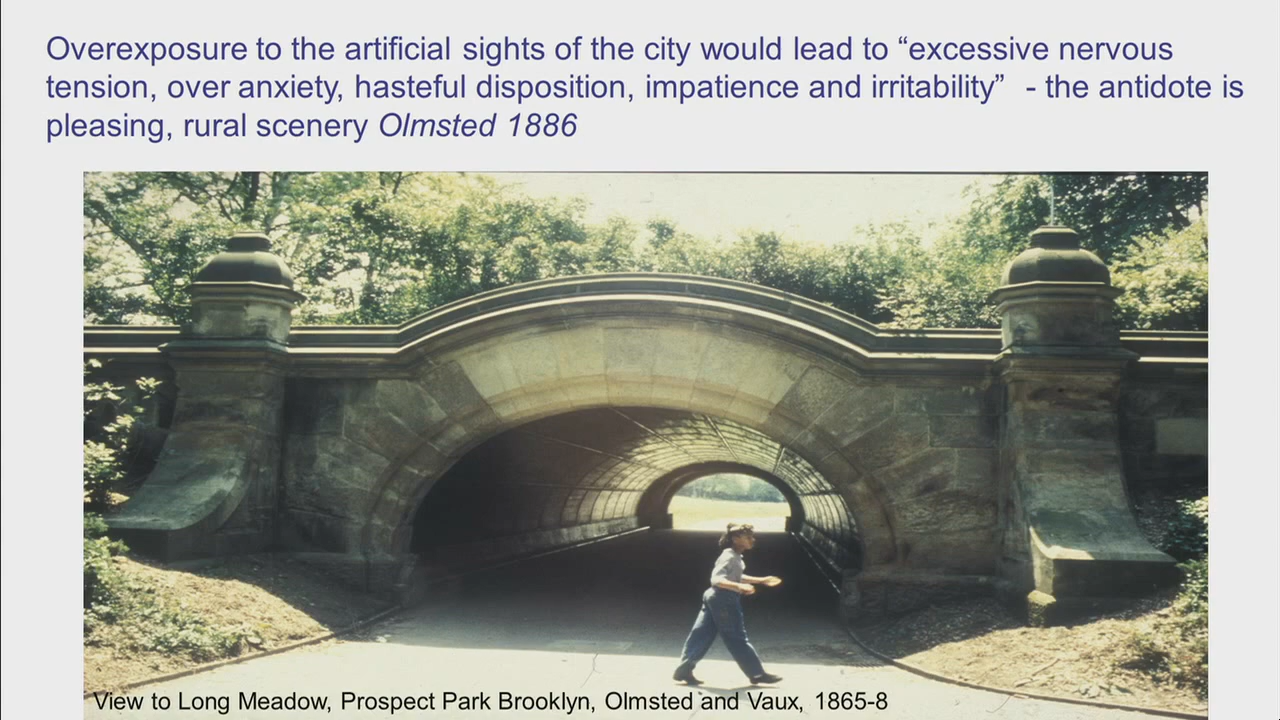 Overexposure to the artificial sights of the city would lead to “excessive nervous
tension, over anxiety, hasteful disposition, impatience and irritability”  - the antidote is
pleasing, rural scenery Olmsted 1886
View to Long Meadow, Prospect Park Brooklyn, Olmsted and Vaux, 1865-8